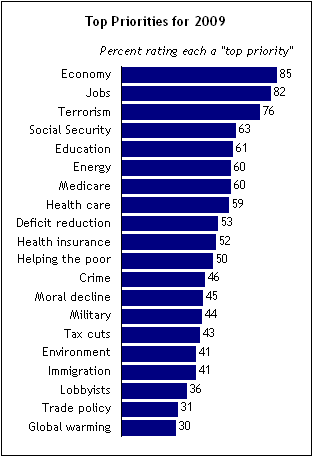 Top Priorities for 2009
Percent rating each a "top priority"
Economy 85
Jobs 82
Terrorism 76
Social Security 63
Education 61
Energy 60
Medicare 60
Health care 59
Deficit reduction 53
Health insurance 52
Helping the poor 50
Crime 46
Moral decline 45
Military 44
Tax cuts 43
Environment 41
Immigration 41
Lobbyists 36
Trade policy 31
Global warming 30